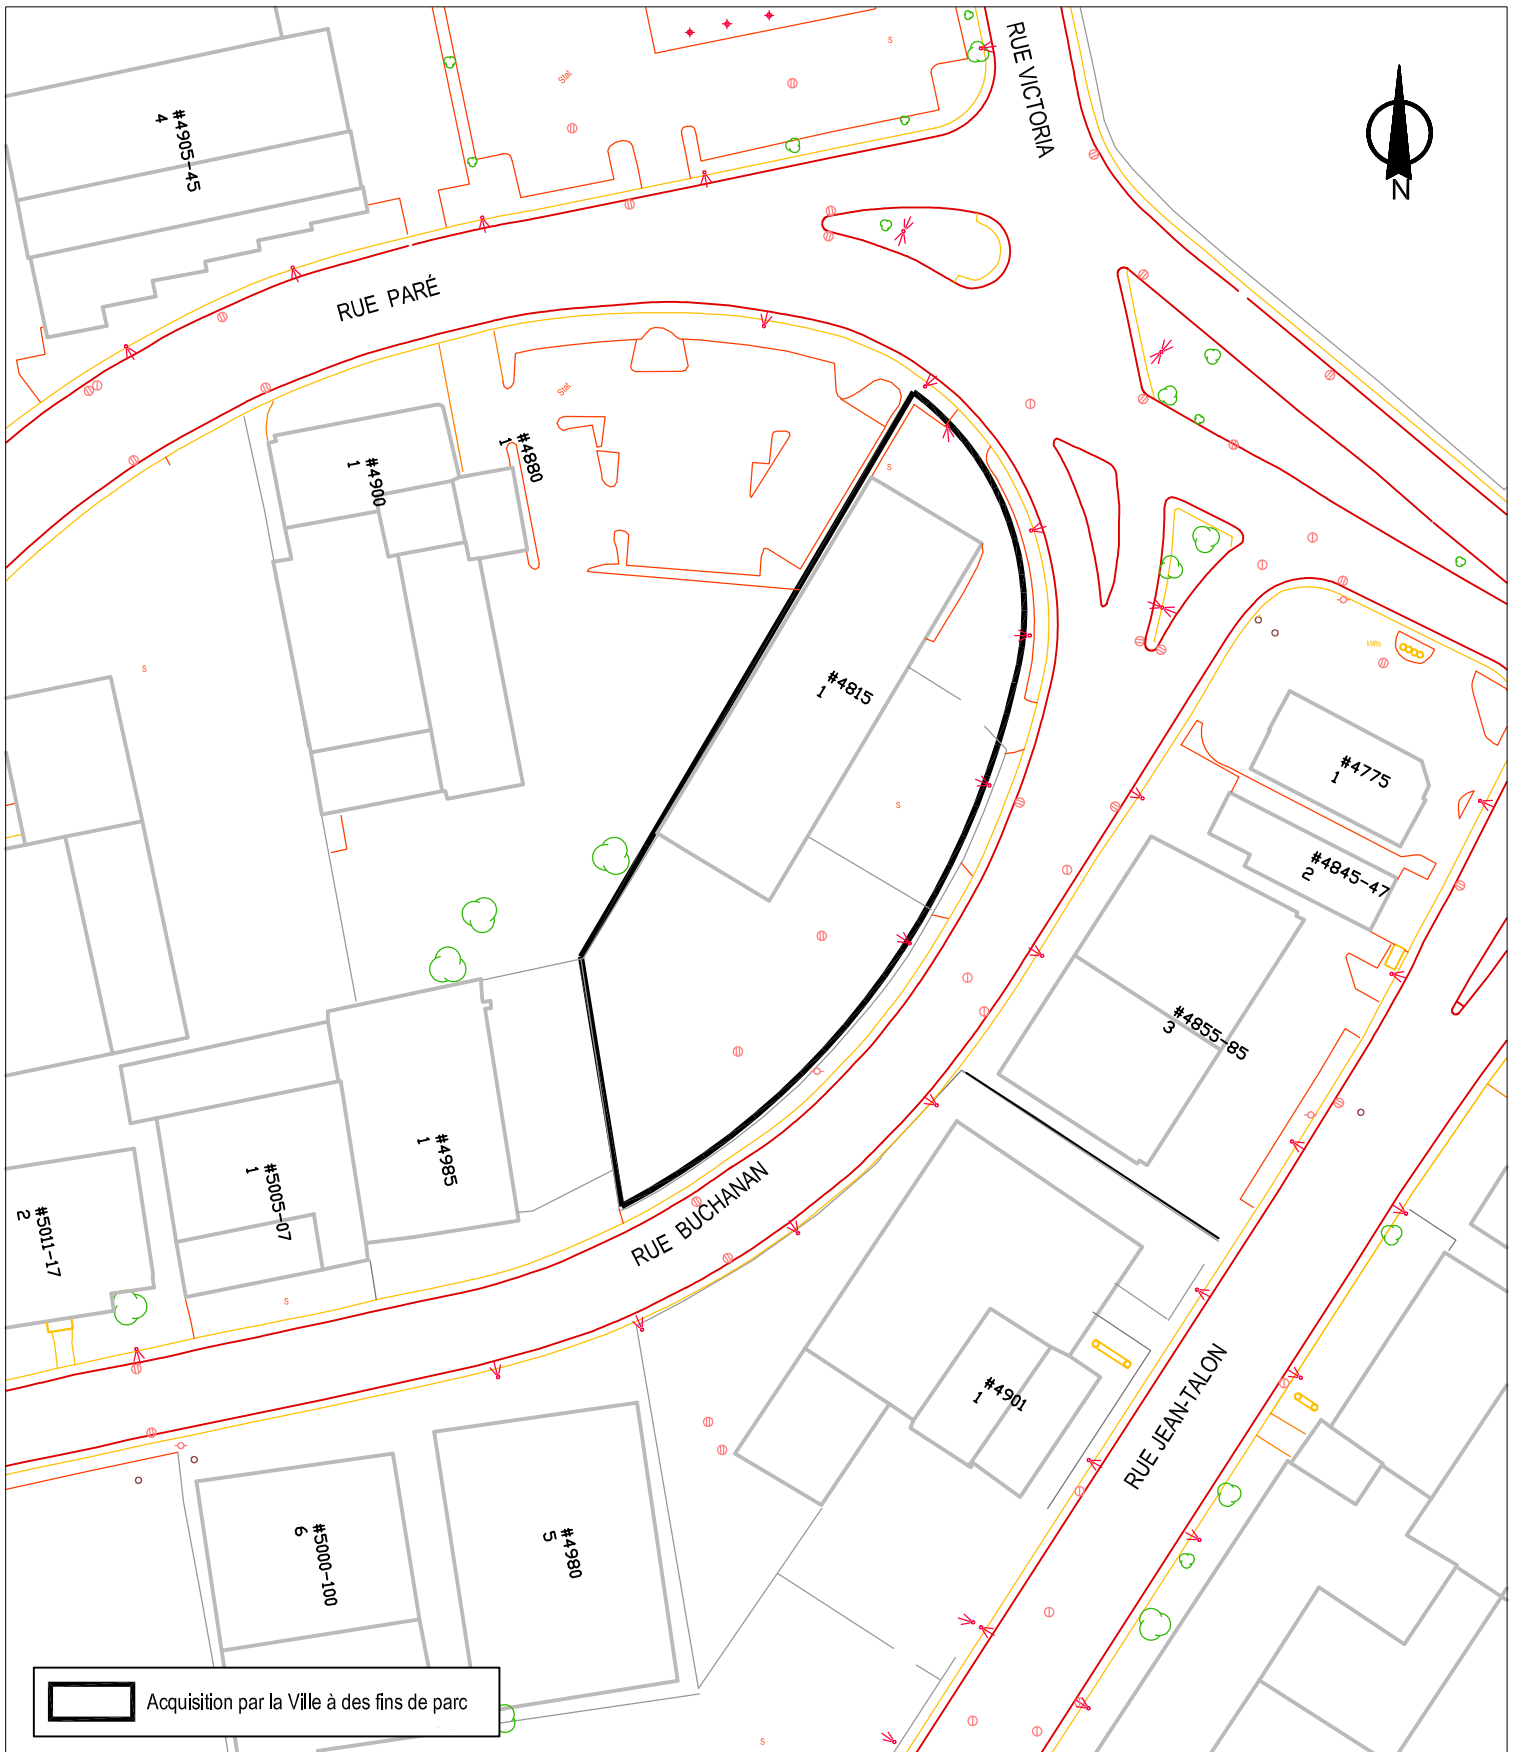 RUE VICTORIA
N
#4905-45
4
Stat
S
RUE PARÉ
Stat
#4880
1
#4900
1
S
S
#4815
1
S
#4775
1
#4845-47
2
#4855-85
3
#4985
1
#5005-07
1
#5011-17
2
S
RUE BUCHANAN
#4901
1
RUE JEAN-TALON
#4980
5
#5000-100
6
S
Acquisition par la Ville à des fins de parc